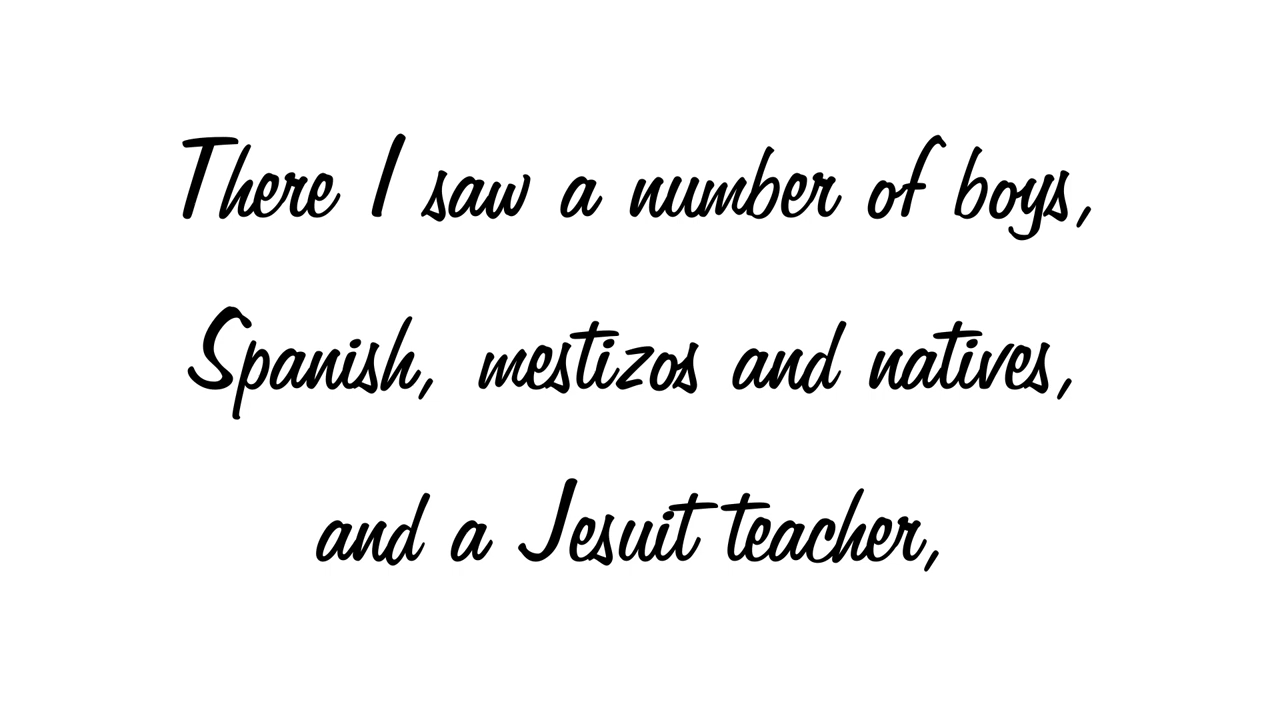 There I saw a number of boys,
Spanish, mestizos and natives,
and a Jesuit teacher,